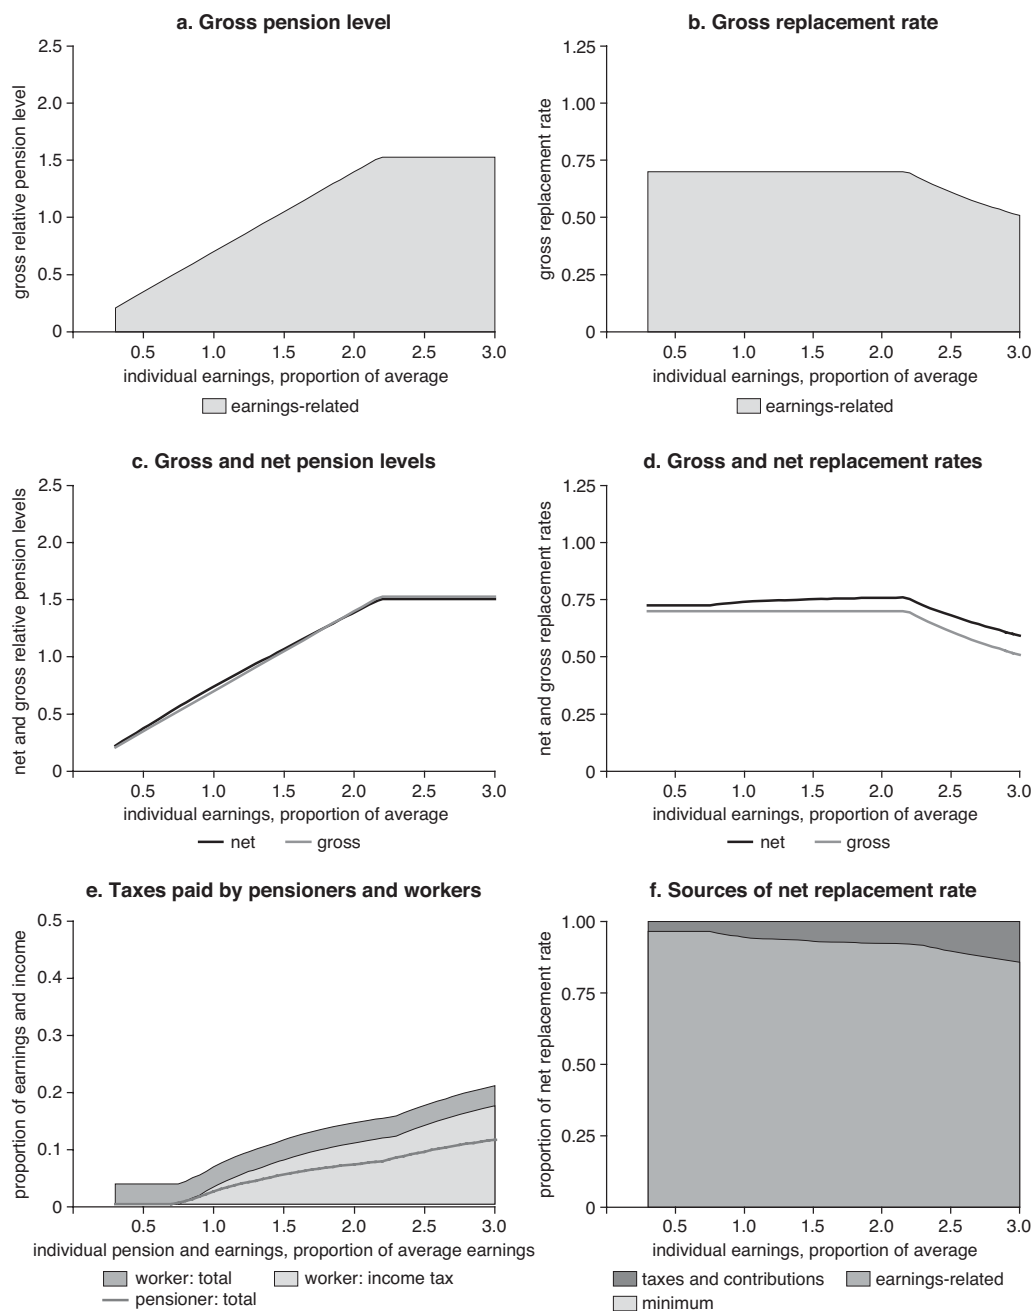 a. Gross pension level
gross relative pension level
2.5
2.0
1.5
1.0
0.5
0
0.5 1.0 1.5 2.0 2.5 3.0
individual earnings, proportion of average
earnings-related
b. Gross replacement rate
gross replacement rate
1.25
1.00
0.75
0.50
0.25
0
0.5 1.0 1.5 2.0 2.5 3.0
individual earnings, proportion of average
earnings-related
c. Gross and net pension levels
net and gross relative pension levels
2.5
2.0
1.5
1.0
0.5
0
0.5 1.0 1.5 2.0 2.5 3.0
individual earnings, proportion of average
net gross
d. Gross and net replacement rates
net and gross replacement rates
1.25
1.00
0.75
0.50
0.25
0
0.5 1.0 1.5 2.0 2.5 3.0
individual earnings, proportion of average
net gross
e. Taxes paid by pensioners and workers
proportion of earnings and income
0.5
0.4
0.3
0.2
0.1
0
0.5 1.0 1.5 2.0 2.5 3.0
individual pension and earnings, proportion of average earnings
worker: total worker: income tax
pensioner: total
f. Sources of net replacement rate
proportion of net replacement rate
1.00
0.75
0.50
0.25
0
0.5 1.0 1.5 2.0 2.5 3.0
individual earnings, proportion of average
taxes and contributions earnings-related
minimum